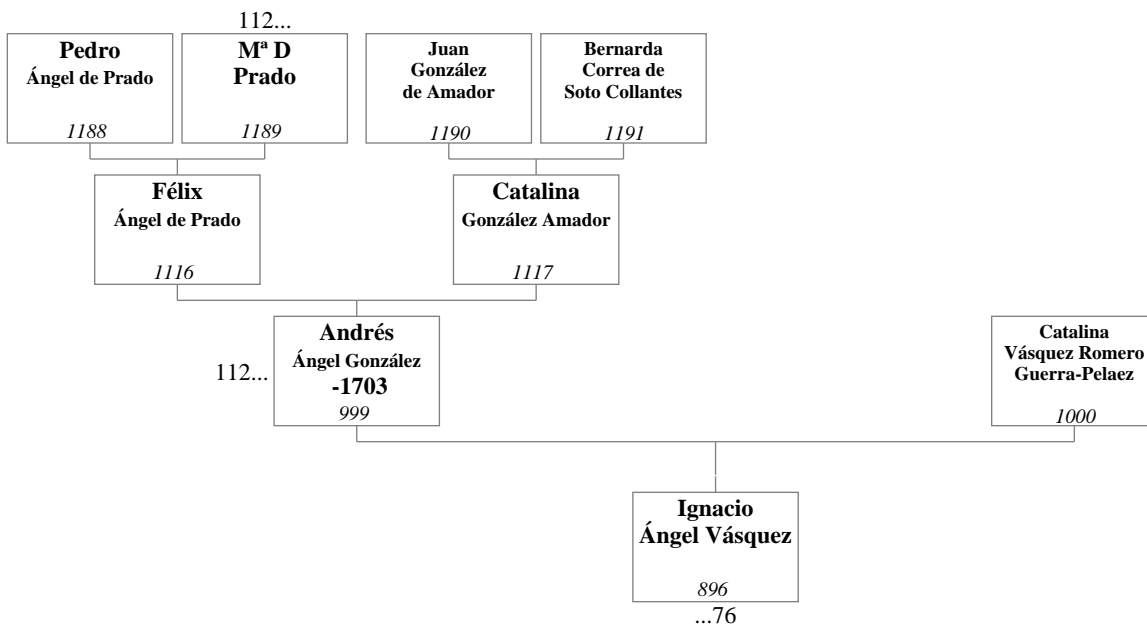 112...
Pedro
Ángel de Prado
1188
Mª D
Prado
1189
Juan
González
de Amador
1190
Bernarda
Correa de
Soto Collantes
1191
Félix
Ángel de Prado
1116
Catalina
González Amador
1117
112...
Andrés
Ángel González
-1703
999
Catalina
Vásquez Romero
Guerra-Pelaez
1000
Ignacio
Ángel Vásquez
896
...76